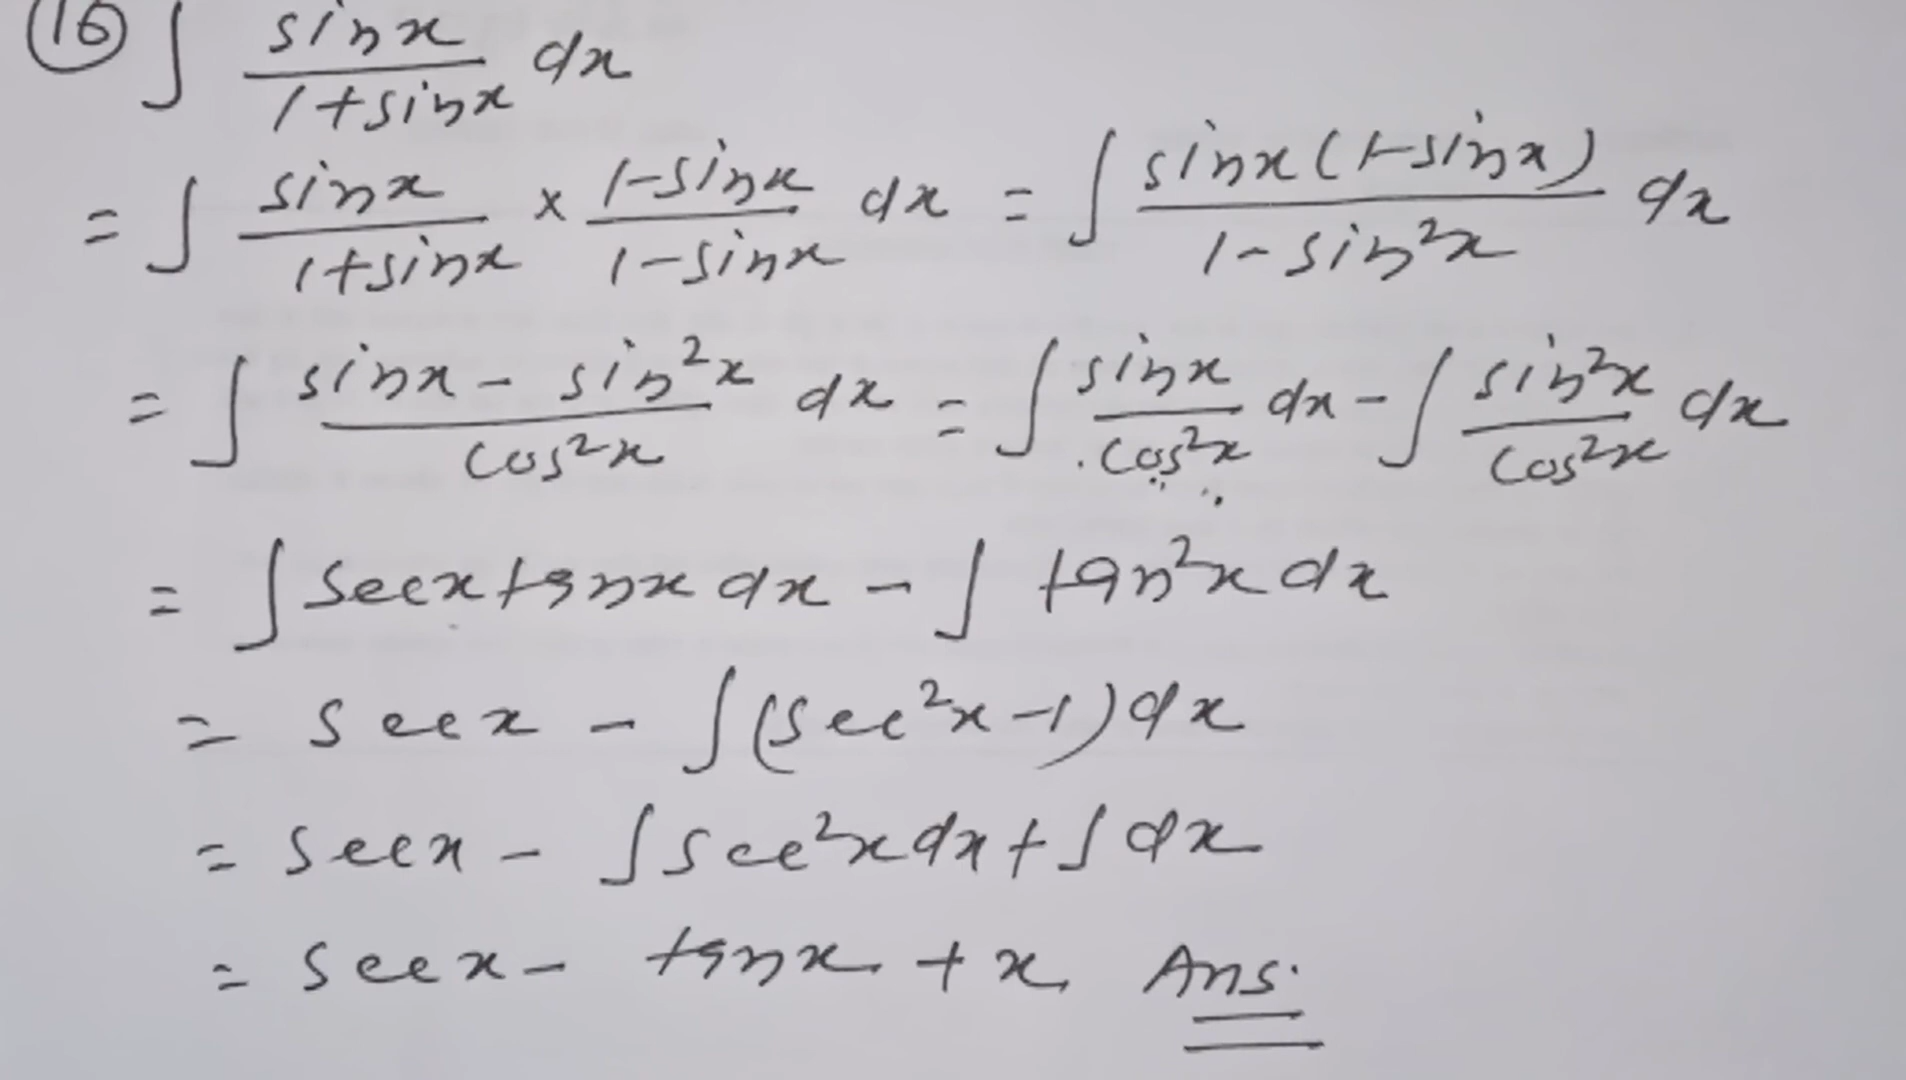 (16) ∫ sinx/1+sinx dx
= ∫ sinx/1+sinx × 1-sinx/1-sinx dx = ∫ sinx(1-sinx)/1-sin²x dx
= ∫ sinx - sin²x/cos²x dx = ∫ sinx/cos²x dx - ∫ sin²x/cos²x dx
= ∫ secx tanx dx - ∫ tan²x dx
= secx - ∫(sec²x-1)dx
= secx - ∫sec²x dx + ∫dx
= secx - tanx + x Ans.